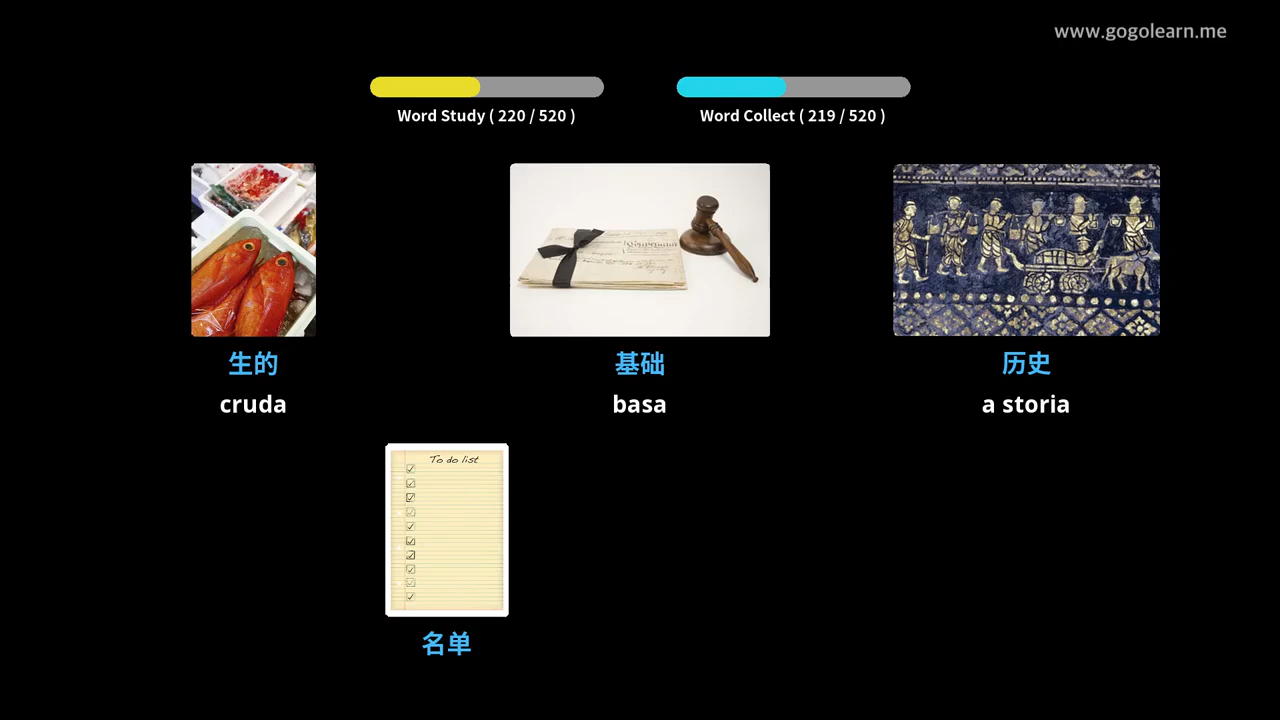 www.gogolearn.me
Word Study ( 220 / 520 )
Word Collect ( 219 / 520 )
生的
基础
历史
cruda
basa
a storia
To do list
名单